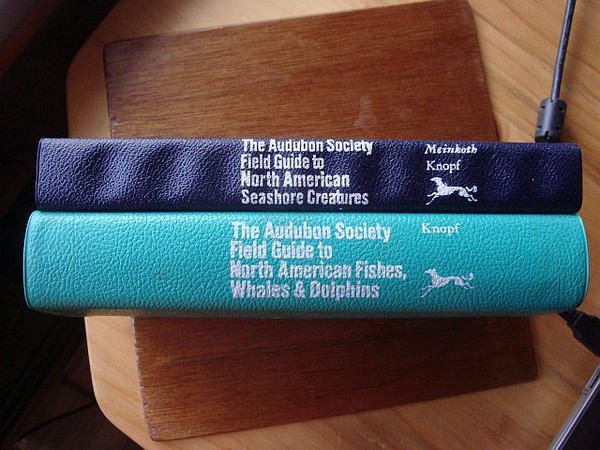 The Audubon Society
Field Guide to
North American
Seashore Creatures
Meinkoth
Knopf
The Audubon Society
Field Guide to
North American Fishes,
Whales & Dolphins
Knopf